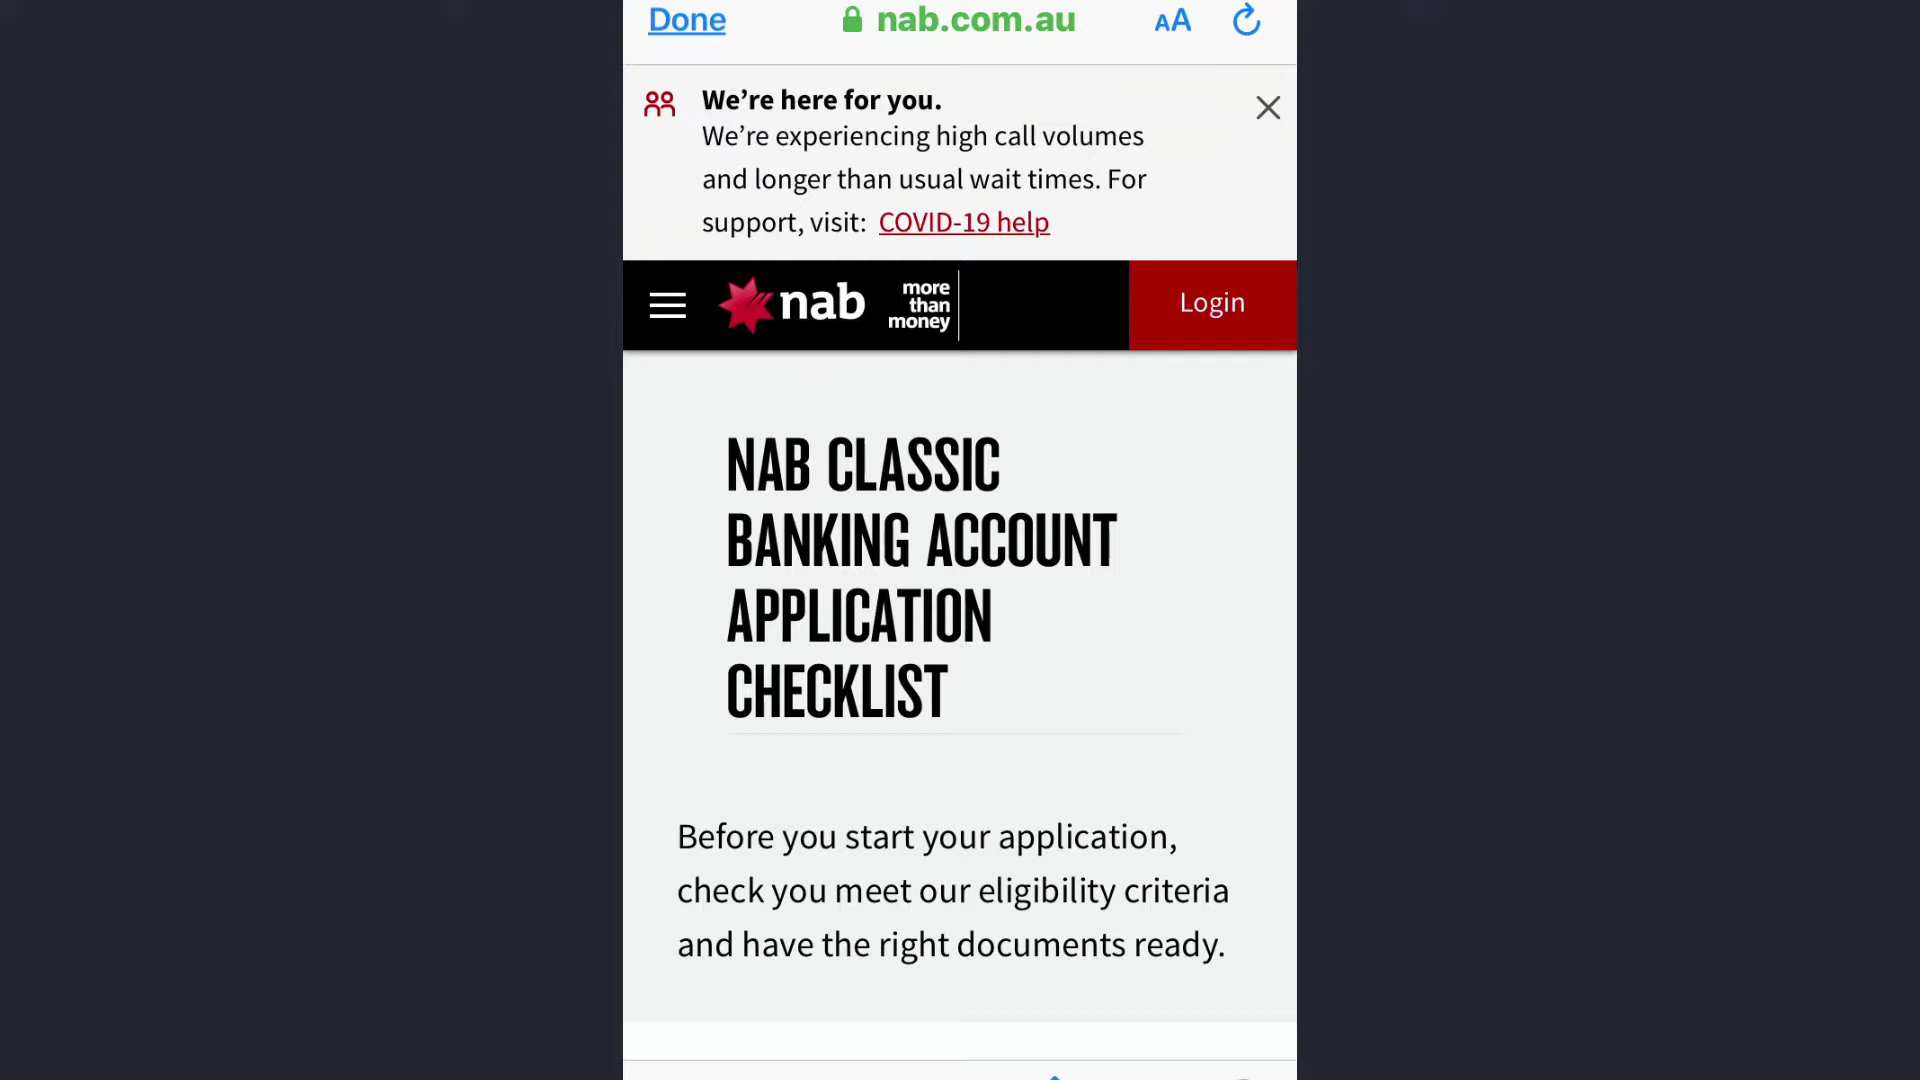 Done
nab.com.au
AA
We’re here for you.
We’re experiencing high call volumes
and longer than usual wait times. For
support, visit: COVID-19 help
nab
more
than
money
Login
NAB CLASSIC
BANKING ACCOUNT
APPLICATION
CHECKLIST
Before you start your application,
check you meet our eligibility criteria
and have the right documents ready.